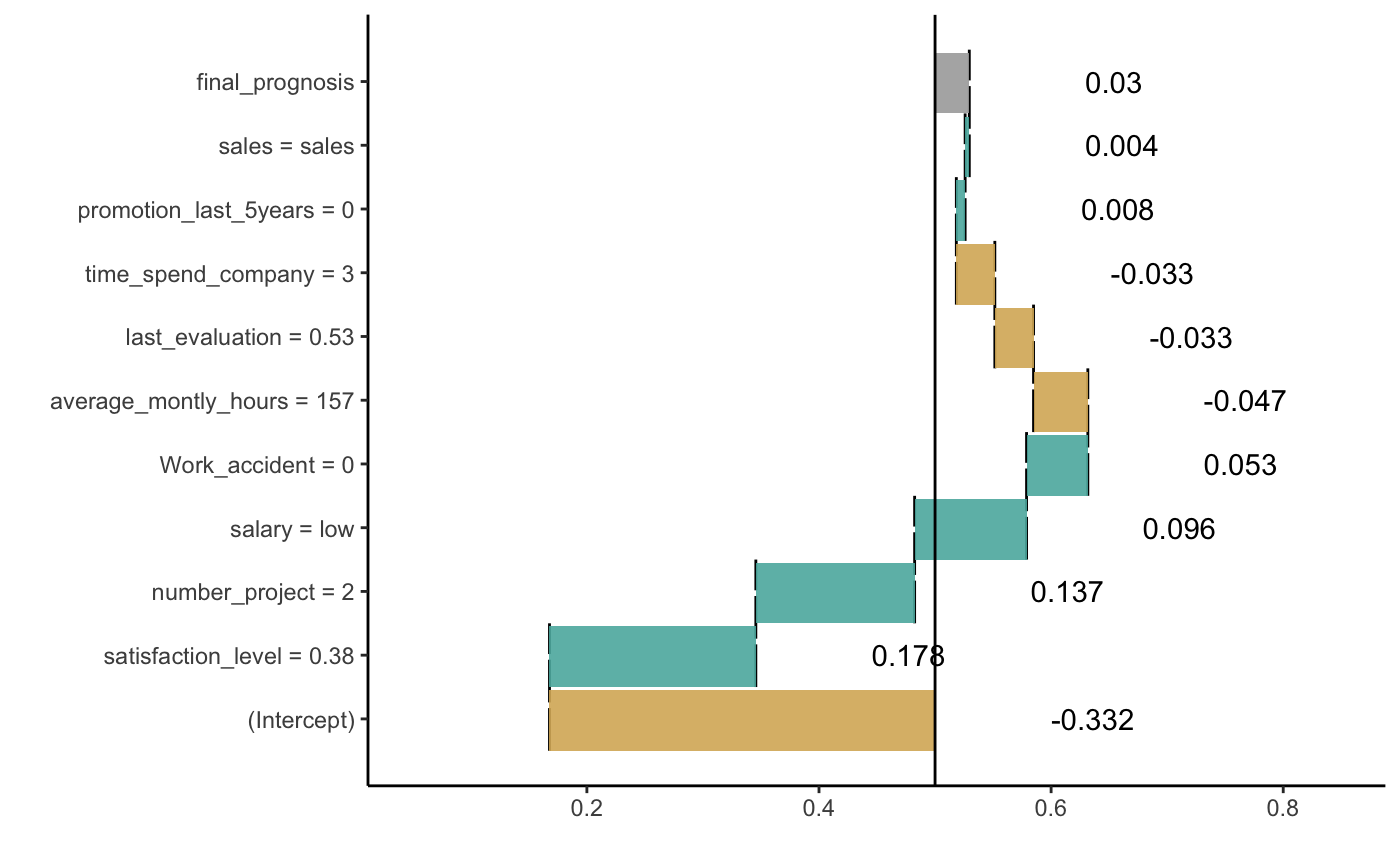 final_prognosis 0.03
sales = sales 0.004
promotion_last_5years = 0 0.008
time_spend_company = 3 -0.033
last_evaluation = 0.53 -0.033
average_montly_hours = 157 -0.047
Work_accident = 0 0.053
salary = low 0.096
number_project = 2 0.137
satisfaction_level = 0.38 0.178
(Intercept) -0.332
0.2 0.4 0.6 0.8